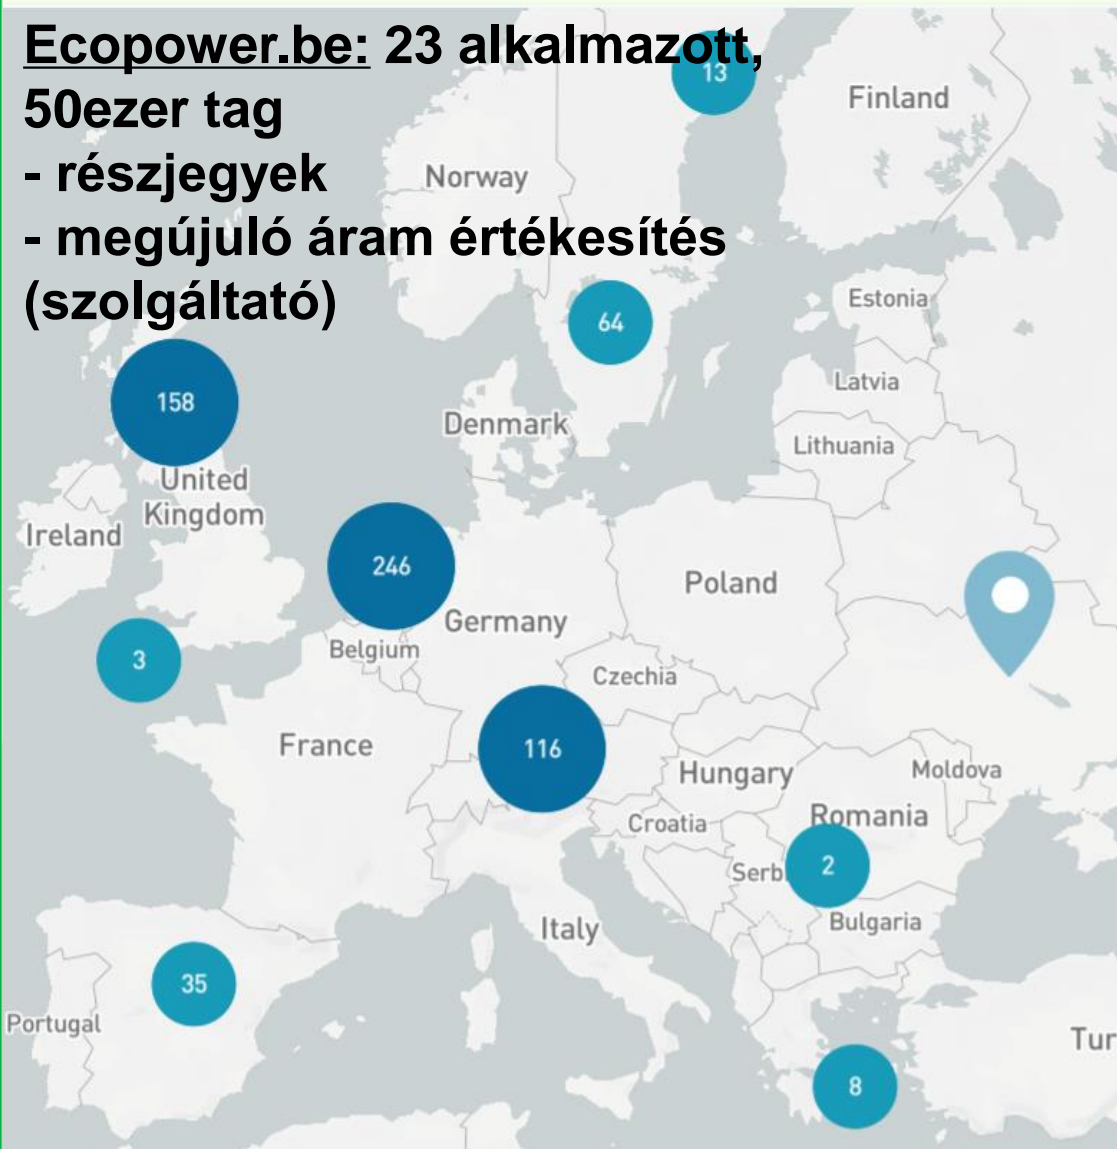 Ecopower.be: 23 alkalmazott,
50ezer tag
- részjegyek
- megújuló áram értékesítés
(szolgáltató)
13
Finland
Norway
Estonia
64
Latvia
158
Denmark
Lithuania
United
Kingdom
Ireland
246
Poland
Germany
Belgium
3
Czechia
France
116
Hungary
Moldova
Romania
Croatia
Serb
2
Bulgaria
Italy
35
Portugal
Tur
8